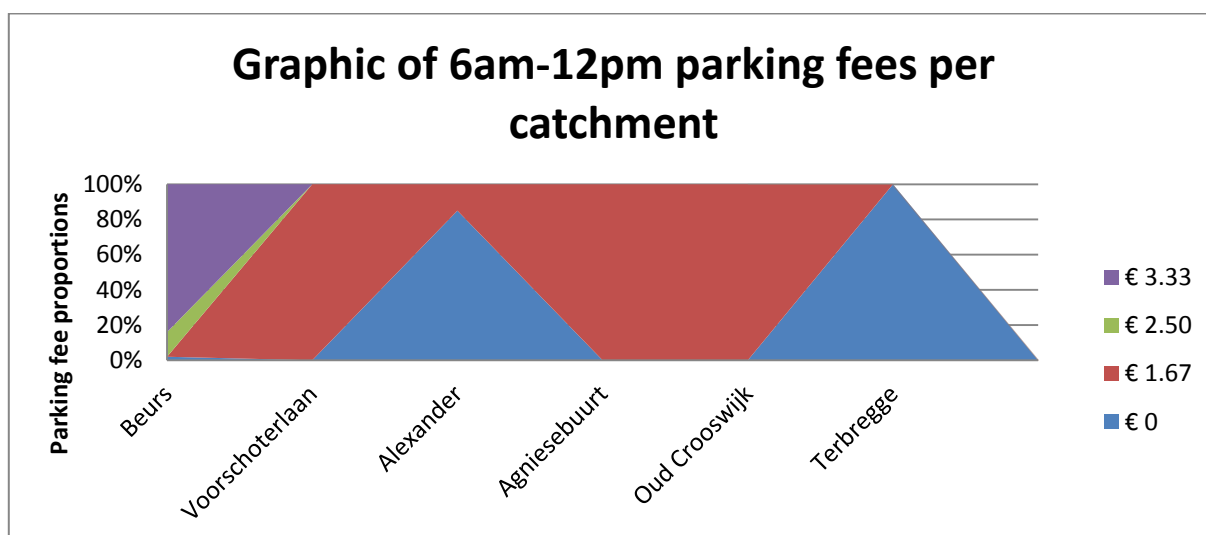 Graphic of 6am-12pm parking fees per
catchment
Parking fee proportions
100%
80%
60%
40%
20%
0%
Beurs
Voorschoterlaan
Alexander
Agniesebuurt
Oud Crooswijk
Terbregge
€ 3.33
€ 2.50
€ 1.67
€ 0